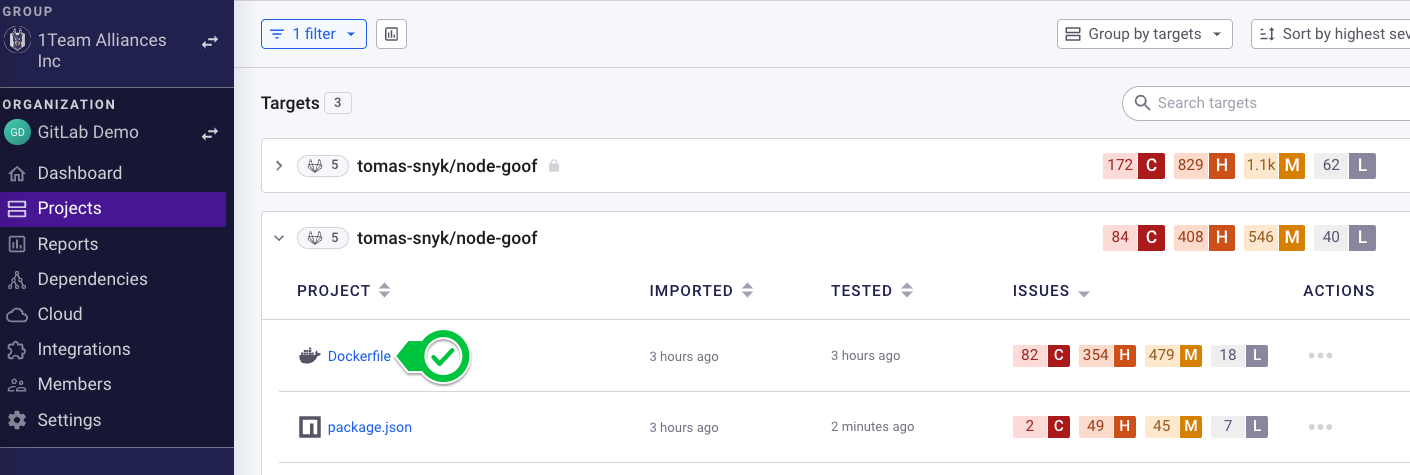 GROUP
1Team Alliances
Inc
ORGANIZATION
GD GitLab Demo
Dashboard
Projects
Reports
Dependencies
Cloud
Integrations
Members
Settings
1 filter
Group by targets
Sort by highest sev
Targets 3
Search targets
5 tomas-snyk/node-goof 172 C 829 H 1.1k M 62 L
5 tomas-snyk/node-goof 84 C 408 H 546 M 40 L
PROJECT IMPORTED TESTED ISSUES ACTIONS
Dockerfile 3 hours ago 3 hours ago 82 C 354 H 479 M 18 L
package.json 3 hours ago 2 minutes ago 2 C 49 H 45 M 7 L